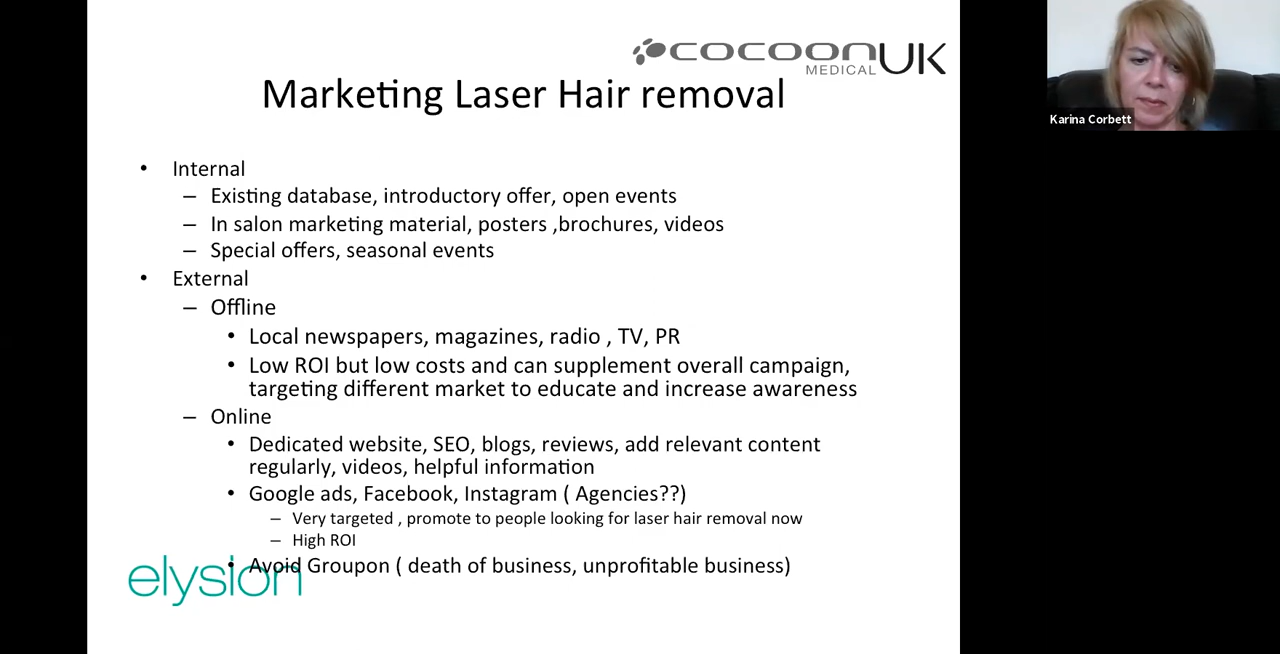 COCOON UK
MEDICAL
Marketing Laser Hair removal
Karina Corbett
• Internal
– Existing database, introductory offer, open events
– In salon marketing material, posters ,brochures, videos
– Special offers, seasonal events
• External
– Offline
• Local newspapers, magazines, radio , TV, PR
• Low ROI but low costs and can supplement overall campaign,
targeting different market to educate and increase awareness
– Online
• Dedicated website, SEO, blogs, reviews, add relevant content
regularly, videos, helpful information
• Google ads, Facebook, Instagram ( Agencies??)
– Very targeted , promote to people looking for laser hair removal now
– High ROI
• Avoid Groupon ( death of business, unprofitable business)
elysion